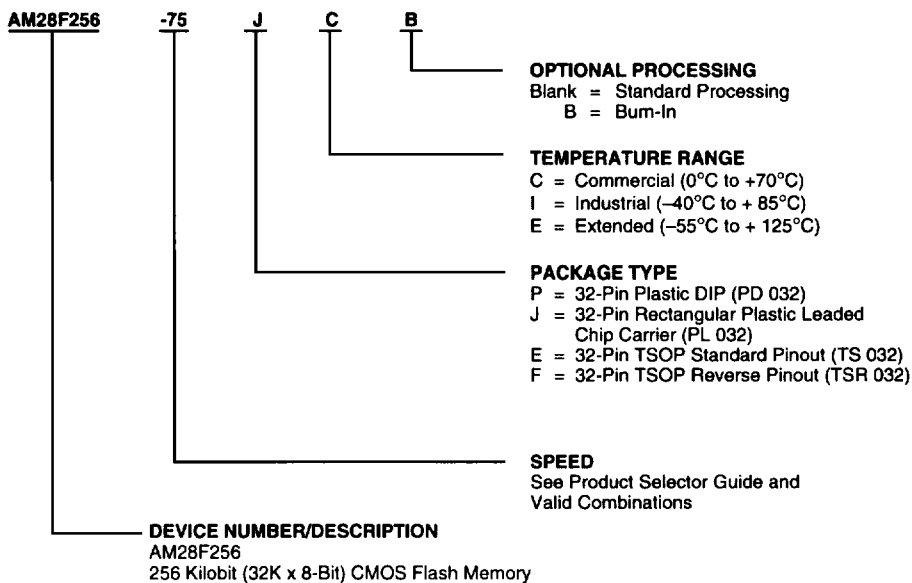 AM28F256 -75 J C B
OPTIONAL PROCESSING
Blank = Standard Processing
B = Burn-In
TEMPERATURE RANGE
C = Commercial (0°C to +70°C)
I = Industrial (–40°C to + 85°C)
E = Extended (–55°C to + 125°C)
PACKAGE TYPE
P = 32-Pin Plastic DIP (PD 032)
J = 32-Pin Rectangular Plastic Leaded
Chip Carrier (PL 032)
E = 32-Pin TSOP Standard Pinout (TS 032)
F = 32-Pin TSOP Reverse Pinout (TSR 032)
SPEED
See Product Selector Guide and
Valid Combinations
DEVICE NUMBER/DESCRIPTION
AM28F256
256 Kilobit (32K x 8-Bit) CMOS Flash Memory